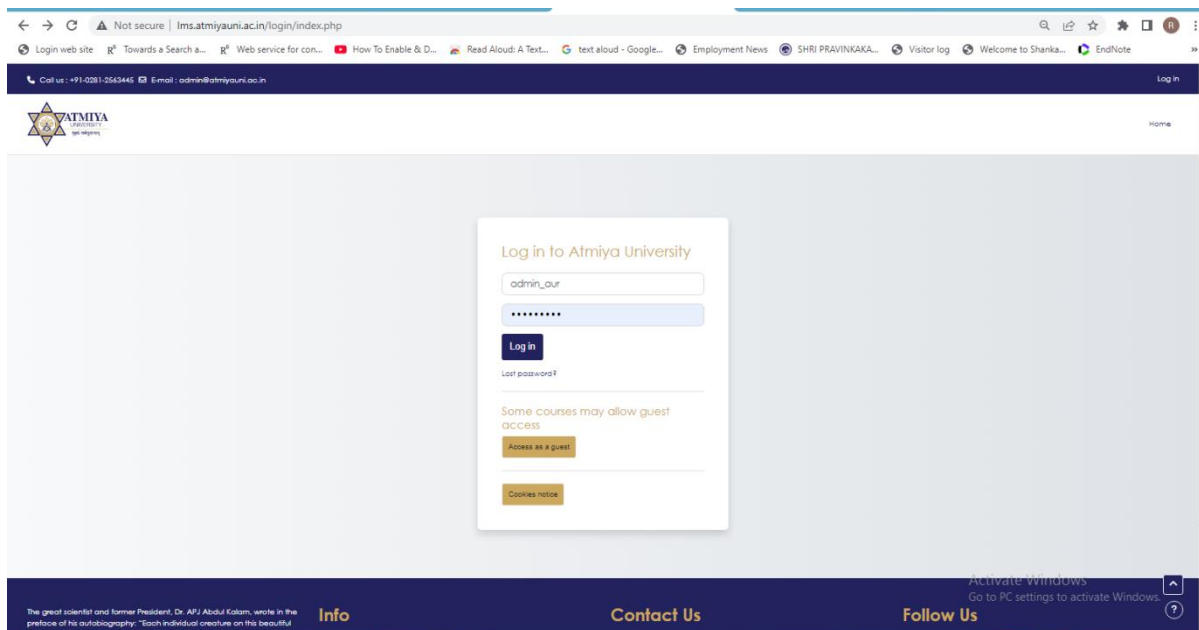 Not secure | lms.atmiyauni.ac.in/login/index.php
R
Login web site R⁶ Towards a Search a... R⁶ Web service for con... How To Enable & D... Read Aloud: A Text... G text aloud - Google... Employment News SHRI PRAVINKAKA... Visitor log Welcome to Shanka... EndNote »
Call us : +91-0281-2563445 E-mail : admin@atmiyauni.ac.in Log in
ATMIYA
UNIVERSITY
Home
Log in to Atmiya University
admin_aur
•••••••••
Log in
Lost password?
Some courses may allow guest
access
Access as a guest
Cookies notice
Activate Windows
Go to PC settings to activate Windows.
?
The great scientist and former President, Dr. APJ Abdul Kalam, wrote in the
preface of his autobiography: "Each individual creature on this beautiful
Info
Contact Us
Follow Us